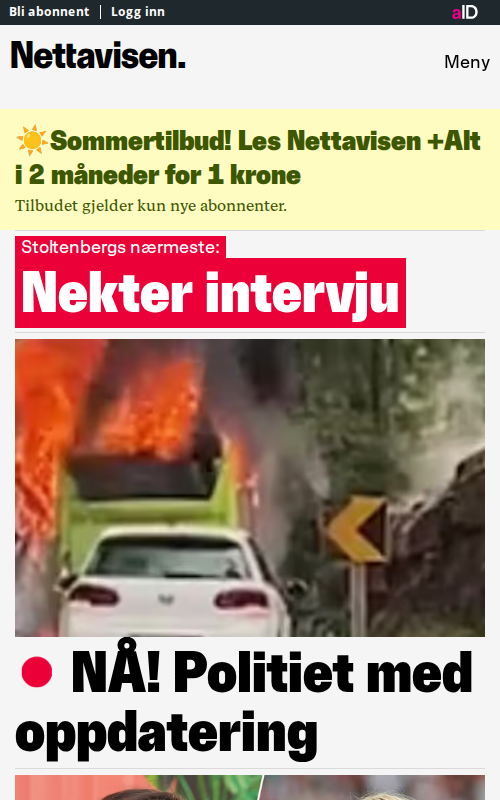 Bli abonnent | Logg inn aID
Nettavisen.
Meny
☀️Sommertilbud! Les Nettavisen +Alt
i 2 måneder for 1 krone
Tilbudet gjelder kun nye abonnenter.
Stoltenbergs nærmeste:
Nekter intervju
NÅ! Politiet med
oppdatering